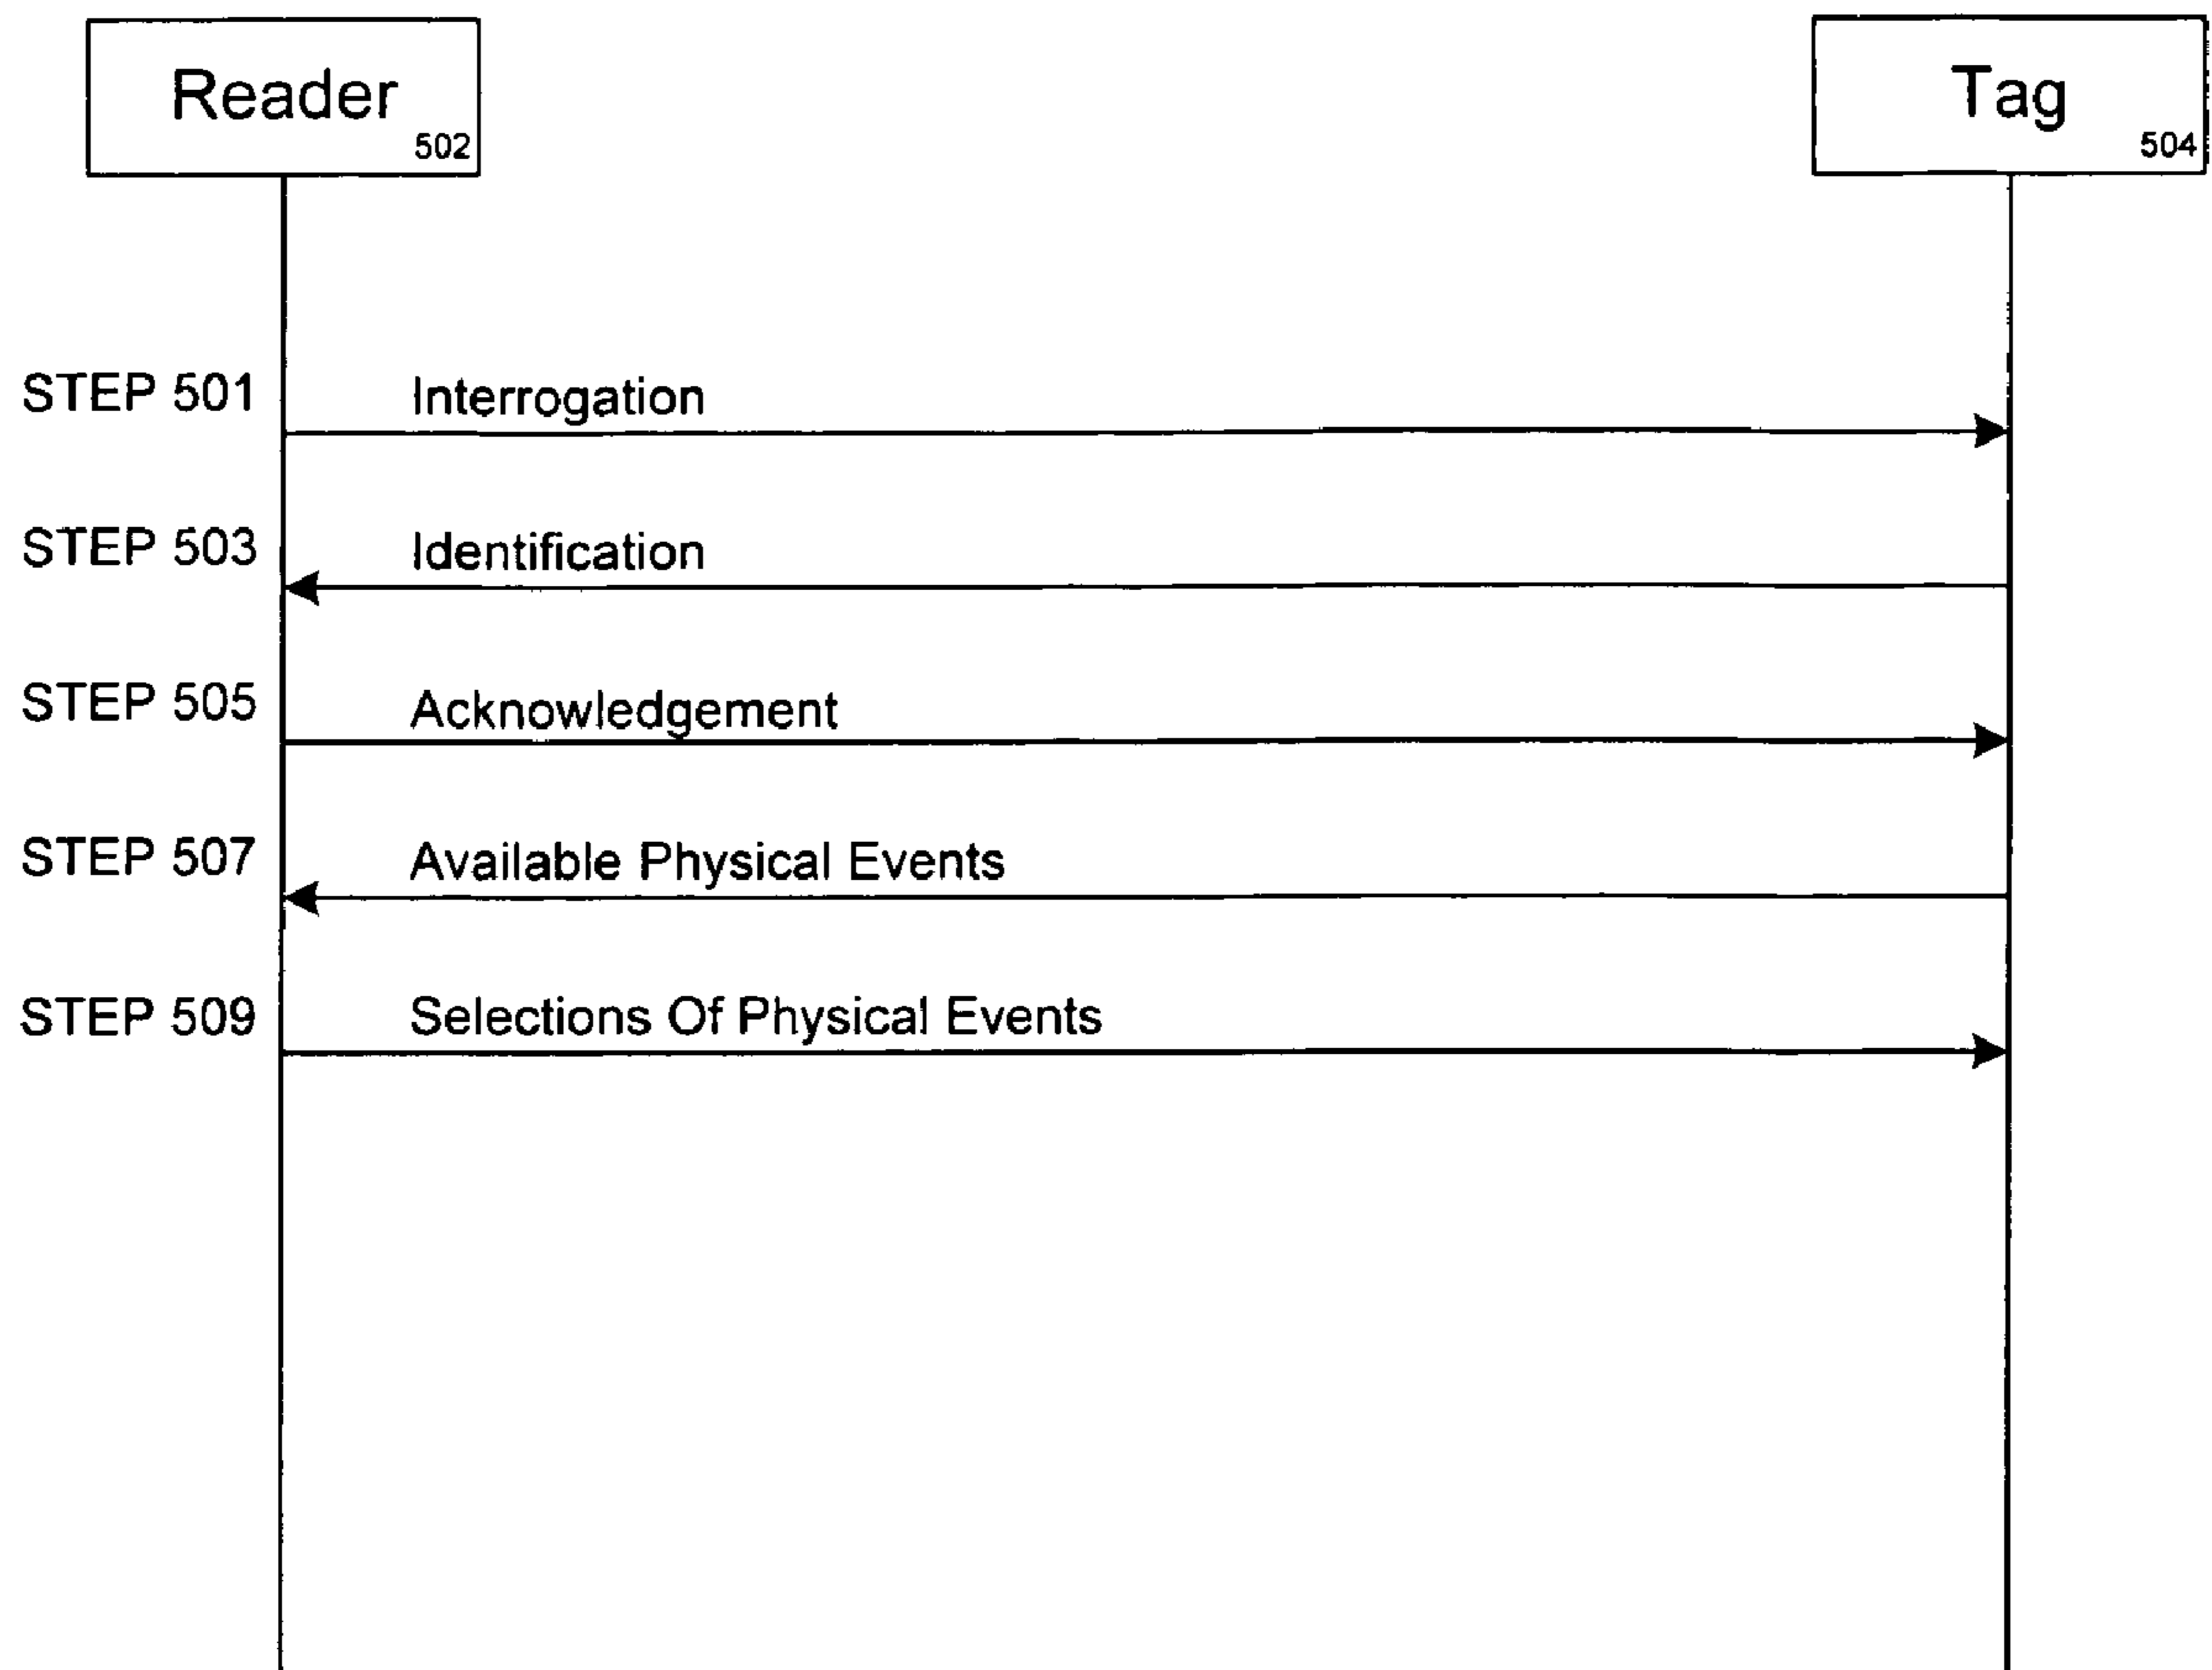 Reader
502
Tag
504
STEP 501 Interrogation
STEP 503 Identification
STEP 505 Acknowledgement
STEP 507 Available Physical Events
STEP 509 Selections Of Physical Events